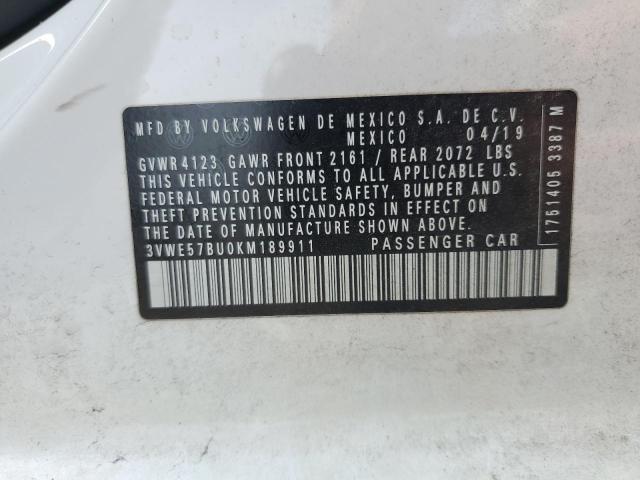 MFD BY VOLKSWAGEN DE MEXICO S.A. DE C.V.
MEXICO 04/19
GVWR 4123 GAWR FRONT 2161 / REAR 2072 LBS
THIS VEHICLE CONFORMS TO ALL APPLICABLE U.S.
FEDERAL MOTOR VEHICLE SAFETY, BUMPER AND
THEFT PREVENTION STANDARDS IN EFFECT ON
THE DATE OF MANUFACTURE SHOWN ABOVE.
3VWE57BU0KM189911 PASSENGER CAR
1751405 3387 M